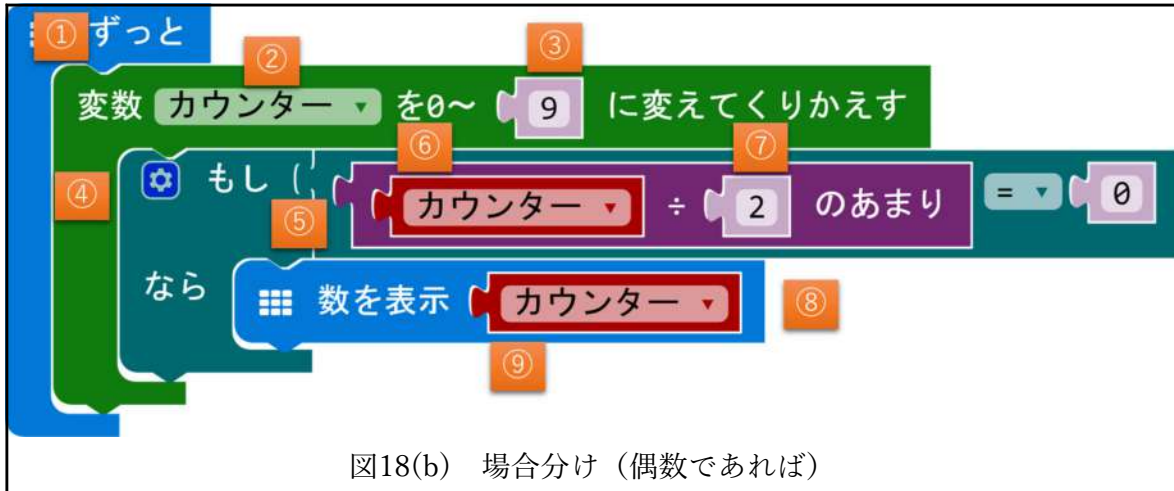 ① ずっと
② ③
変数 カウンター を0~ 9 に変えてくりかえす
⑥ ⑦
④ もし カウンター ÷ 2 のあまり = 0
⑤
なら 数を表示 カウンター ⑧
⑨
図18(b) 場合分け（偶数であれば）